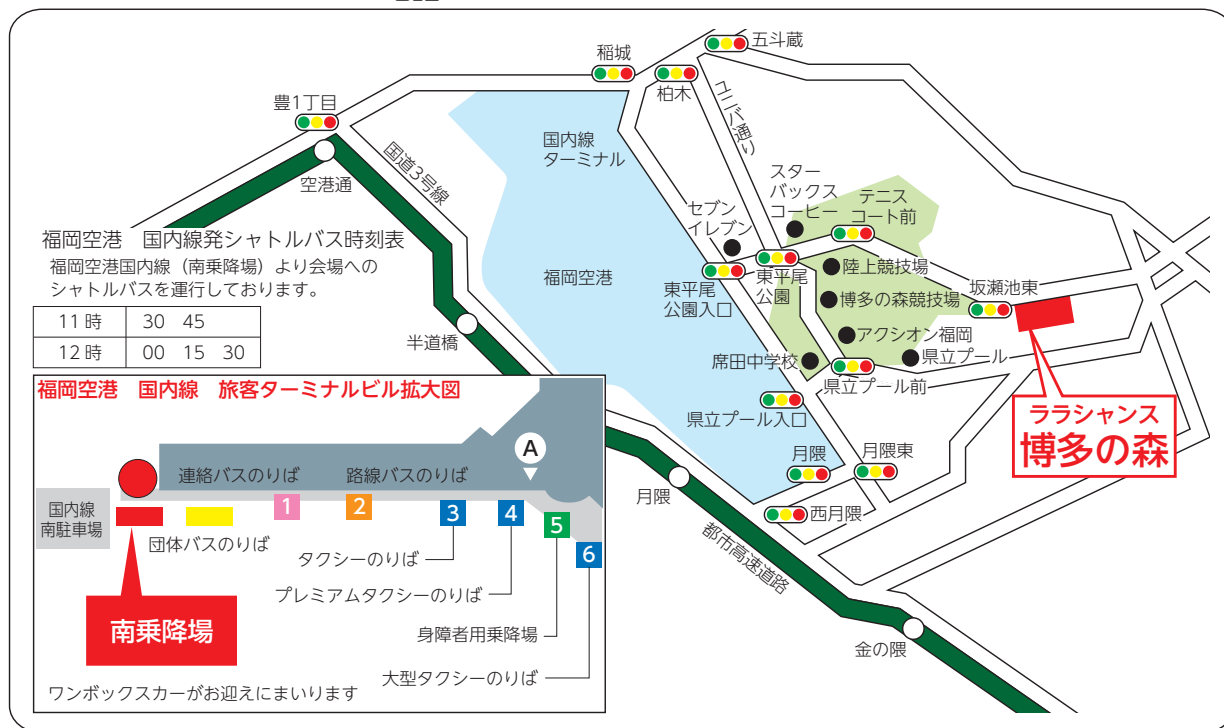 五斗蔵
稲城
柏木
豊1丁目
ユニバ通り
国内線
ターミナル
国道3号線
空港通
スター
バックス
コーヒー
テニス
コート前
セブン
イレブン
福岡空港　国内線発シャトルバス時刻表
福岡空港国内線（南乗降場）より会場への
シャトルバスを運行しております。
11時 30 45
12時 00 15 30
福岡空港
東平尾
公園入口
東平尾
公園
陸上競技場
坂瀬池東
博多の森競技場
半道橋
アクシオン福岡
席田中学校
県立プール
県立プール前
県立プール入口
ララシャンス
博多の森
月隈
月隈東
月隈
西月隈
都市高速道路
金の隈
福岡空港　国内線　旅客ターミナルビル拡大図
A
連絡バスのりば
路線バスのりば
国内線
南駐車場
1
2
3
4
5
6
団体バスのりば
タクシーのりば
プレミアムタクシーのりば
南乗降場
身障者用乗降場
大型タクシーのりば
ワンボックスカーがお迎えにまいります